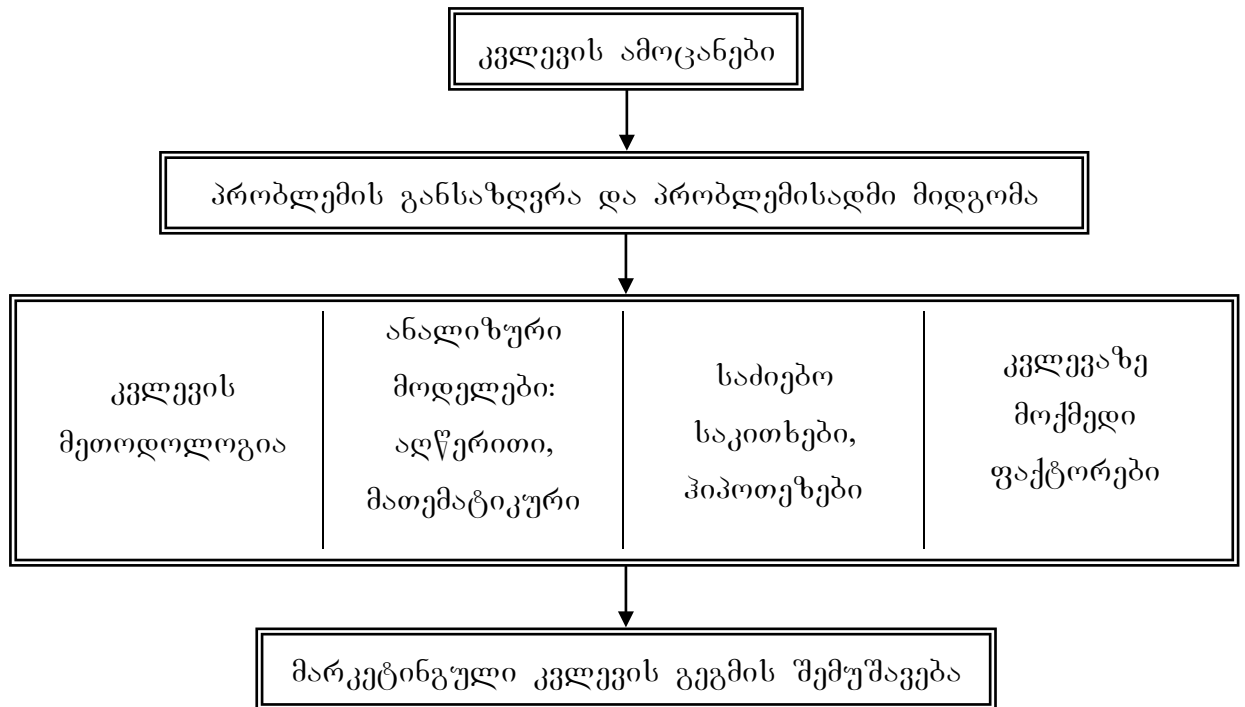 კვლევის ამოცანები
პრობლემის განსაზღვრა და პრობლემისადმი მიდგომა
კვლევის
მეთოდოლოგია
ანალიზური
მოდელები:
აღწერითი,
მათემატიკური
საძიებო
საკითხები,
ჰიპოთეზები
კვლევაზე
მოქმედი
ფაქტორები
მარკეტინგული კვლევის გეგმის შემუშავება